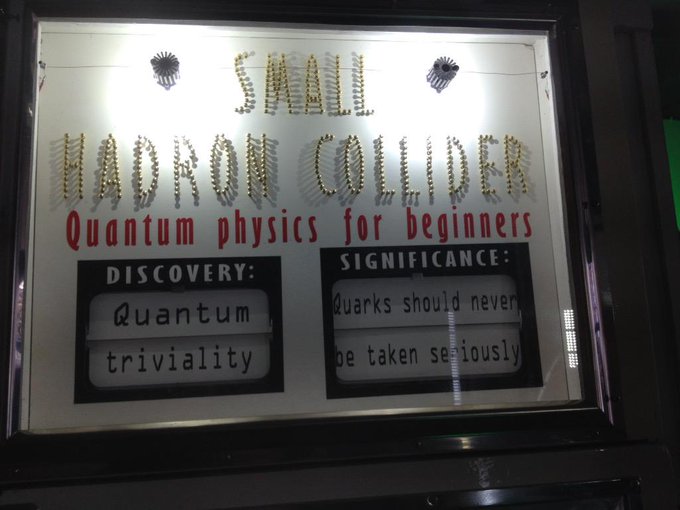 SMALL
HADRON COLLIDER
Quantum physics for beginners
DISCOVERY:
Quantum
triviality
SIGNIFICANCE:
Quarks should never
be taken seriously